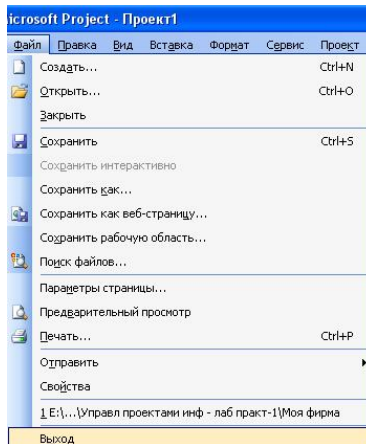 icrosoft Project - Проект1
Файл Правка Вид Вставка Формат Сервис Проект
Создать... Ctrl+N
Открыть... Ctrl+O
Закрыть
Сохранить Ctrl+S
Сохранить интерактивно
Сохранить как...
Сохранить как веб-страницу...
Сохранить рабочую область...
Поиск файлов...
Параметры страницы...
Предварительный просмотр
Печать... Ctrl+P
Отправить
Свойства
1 E:\...\Управл проектами инф - лаб практ-1\Моя фирма
Выход